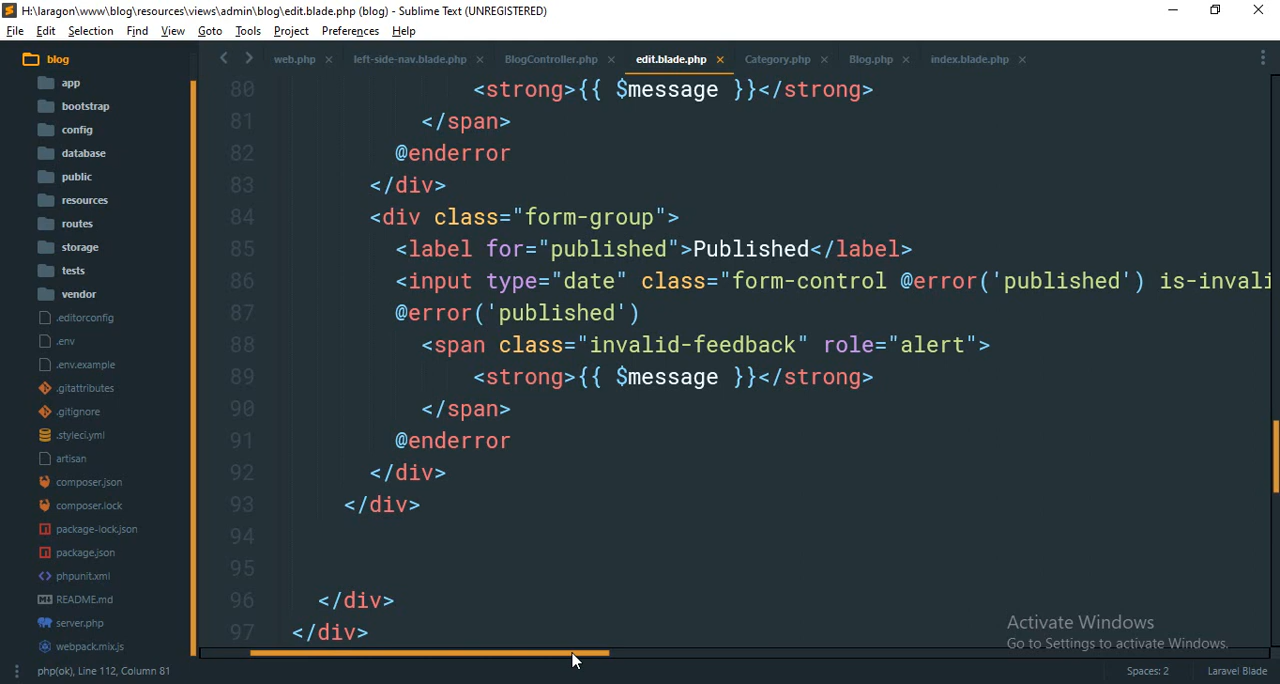 H:\laragon\www\blog\resources\views\admin\blog\edit.blade.php (blog) - Sublime Text (UNREGISTERED)
File Edit Selection Find View Goto Tools Project Preferences Help
blog
app
bootstrap
config
database
public
resources
routes
storage
tests
vendor
.editorconfig
.env
.env.example
.gitattributes
.gitignore
.styleci.yml
artisan
composer.json
composer.lock
package-lock.json
package.json
phpunit.xml
README.md
server.php
webpack.mix.js
web.php left-side-nav.blade.php BlogController.php edit.blade.php Category.php Blog.php index.blade.php
80 <strong>{{ $message }}</strong>
81 </span>
82 @enderror
83 </div>
84 <div class="form-group">
85 <label for="published">Published</label>
86 <input type="date" class="form-control @error('published') is-invali
87 @error('published')
88 <span class="invalid-feedback" role="alert">
89 <strong>{{ $message }}</strong>
90 </span>
91 @enderror
92 </div>
93 </div>
94
95
96 </div>
97 </div>
Activate Windows
Go to Settings to activate Windows.
php(ok), Line 112, Column 81 Spaces: 2 Laravel Blade